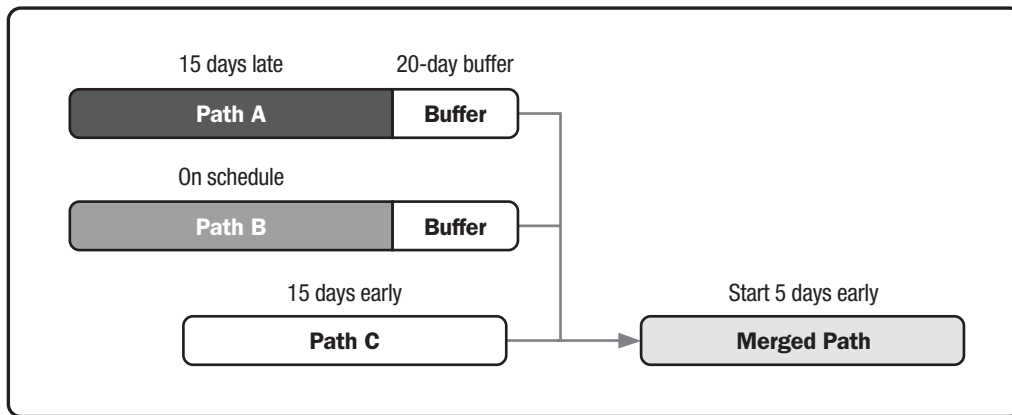 15 days late
20-day buffer
Path A
Buffer
On schedule
Path B
Buffer
15 days early
Start 5 days early
Path C
Merged Path